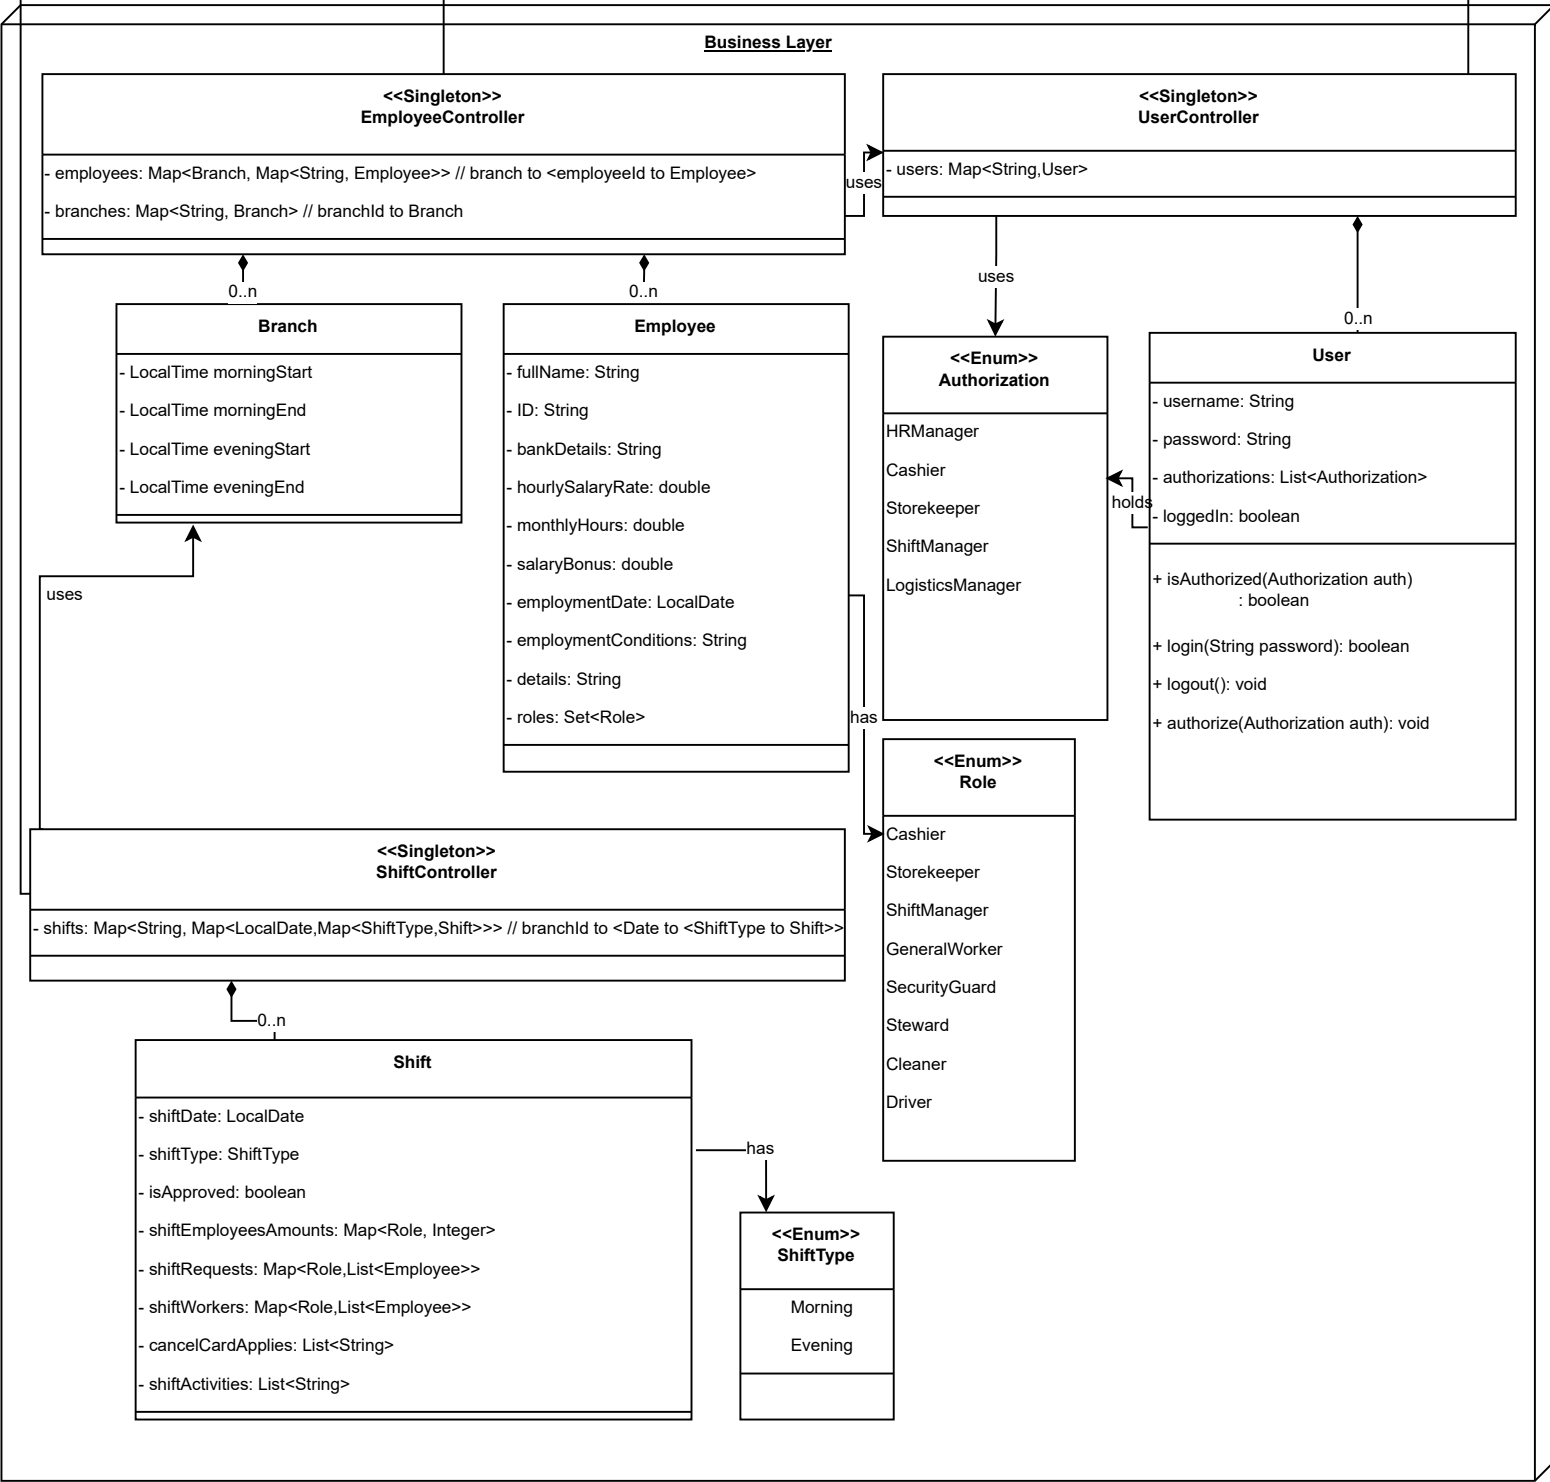 Business Layer
<<Singleton>>
EmployeeController
- employees: Map<Branch, Map<String, Employee>> // branch to <employeeId to Employee>
- branches: Map<String, Branch> // branchId to Branch
uses
<<Singleton>>
UserController
- users: Map<String,User>
0..n
0..n
uses
0..n
Branch
- LocalTime morningStart
- LocalTime morningEnd
- LocalTime eveningStart
- LocalTime eveningEnd
uses
Employee
- fullName: String
- ID: String
- bankDetails: String
- hourlySalaryRate: double
- monthlyHours: double
- salaryBonus: double
- employmentDate: LocalDate
- employmentConditions: String
- details: String
- roles: Set<Role>
has
<<Enum>>
Authorization
HRManager
Cashier
Storekeeper
ShiftManager
LogisticsManager
holds
User
- username: String
- password: String
- authorizations: List<Authorization>
- loggedIn: boolean
+ isAuthorized(Authorization auth)
: boolean
+ login(String password): boolean
+ logout(): void
+ authorize(Authorization auth): void
<<Enum>>
Role
Cashier
Storekeeper
ShiftManager
GeneralWorker
SecurityGuard
Steward
Cleaner
Driver
<<Singleton>>
ShiftController
- shifts: Map<String, Map<LocalDate,Map<ShiftType,Shift>>> // branchId to <Date to <ShiftType to Shift>>
0..n
Shift
- shiftDate: LocalDate
- shiftType: ShiftType
- isApproved: boolean
- shiftEmployeesAmounts: Map<Role, Integer>
- shiftRequests: Map<Role,List<Employee>>
- shiftWorkers: Map<Role,List<Employee>>
- cancelCardApplies: List<String>
- shiftActivities: List<String>
has
<<Enum>>
ShiftType
Morning
Evening